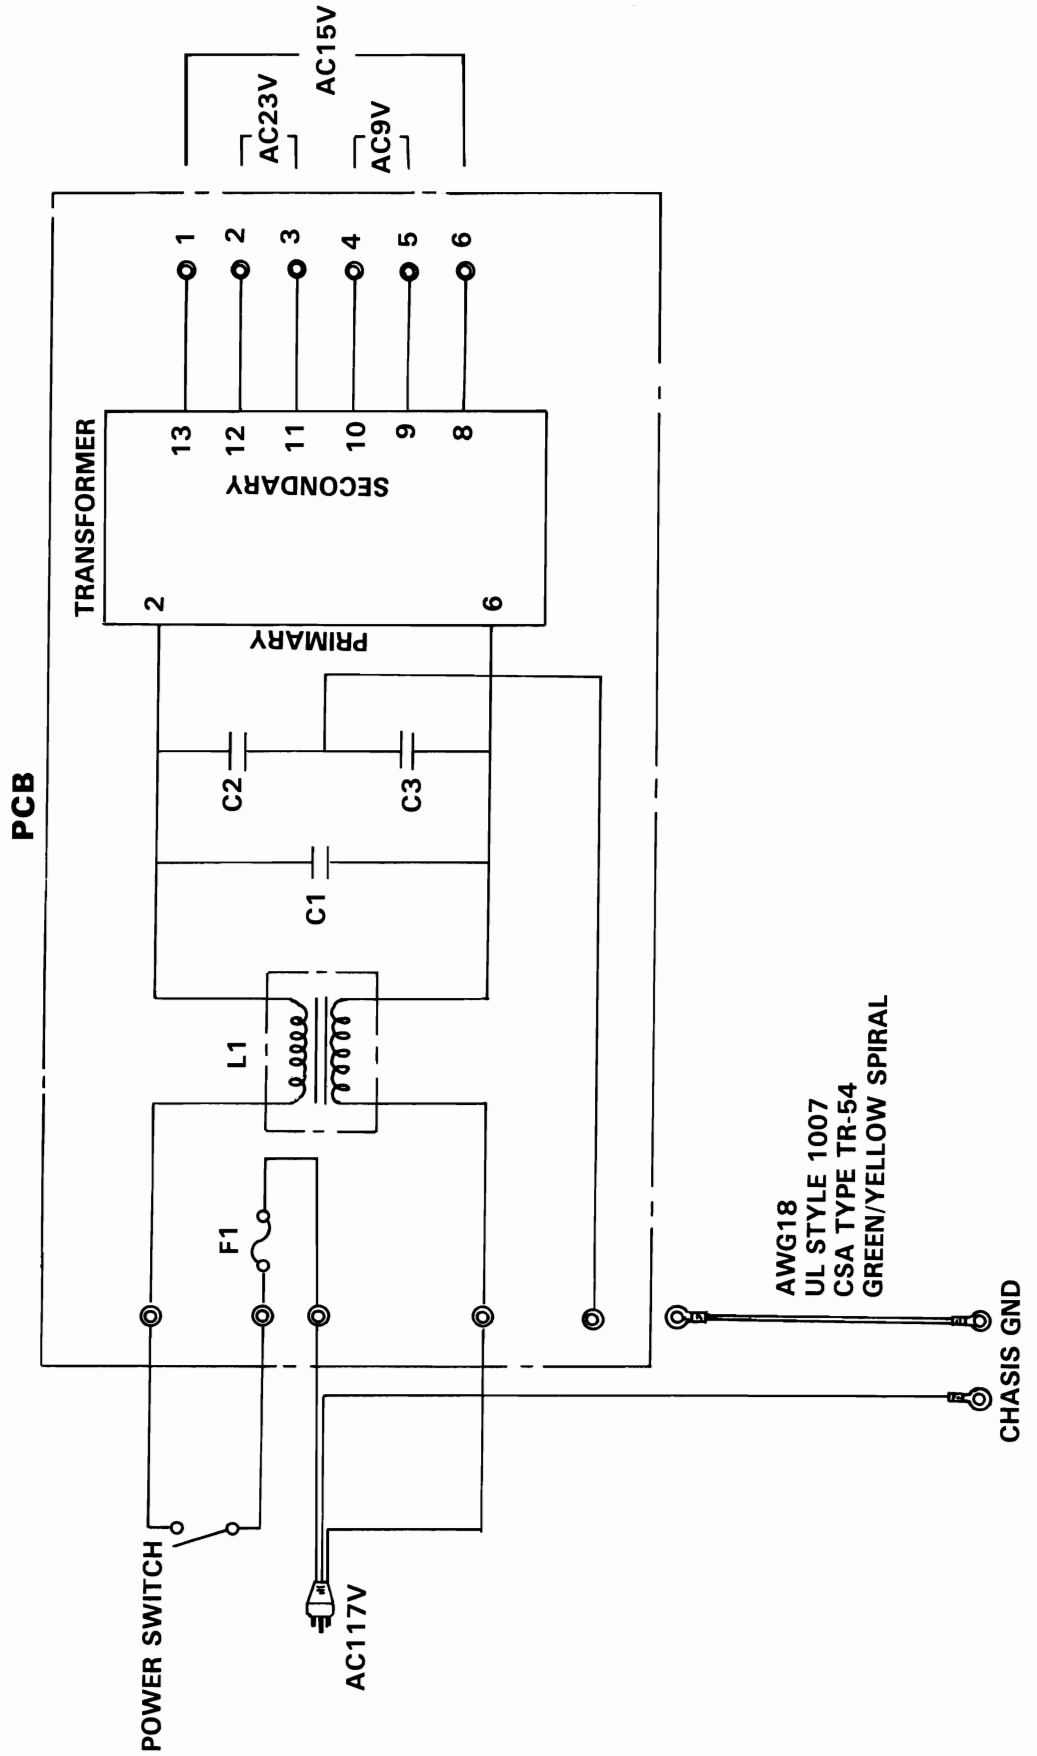 PCB
TRANSFORMER
PRIMARY
SECONDARY
2
6
13
12
11
10
9
8
1
2
3
4
5
6
AC23V
AC9V
AC15V
C2
C3
C1
L1
F1
POWER SWITCH
AC117V
AWG18
UL STYLE 1007
CSA TYPE TR-54
GREEN/YELLOW SPIRAL
CHASIS GND